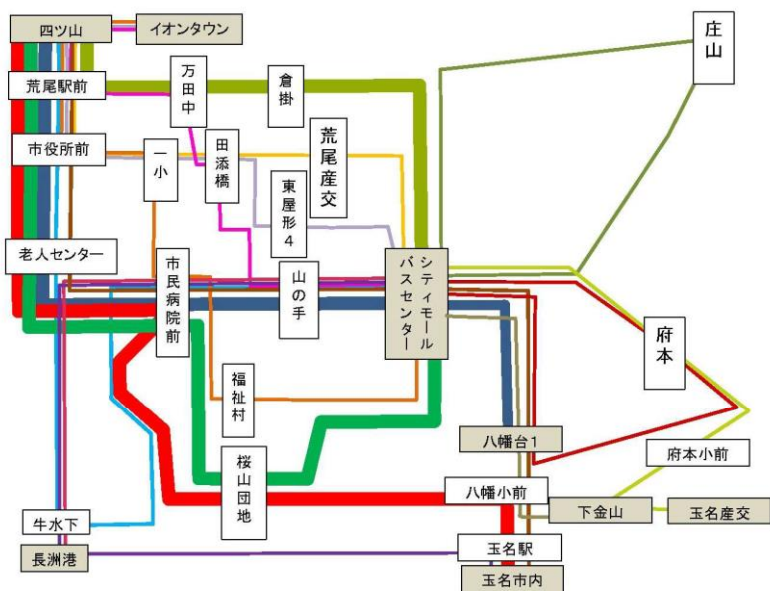 四ツ山
イオンタウン
庄山
荒尾駅前
万田中
倉掛
市役所前
一小
田添橋
荒尾産交
東屋形4
老人センター
市民病院前
山の手
シティモール
バスセンター
府本
福祉村
八幡台1
府本小前
桜山団地
八幡小前
下金山
玉名産交
牛水下
長洲港
玉名駅
玉名市内